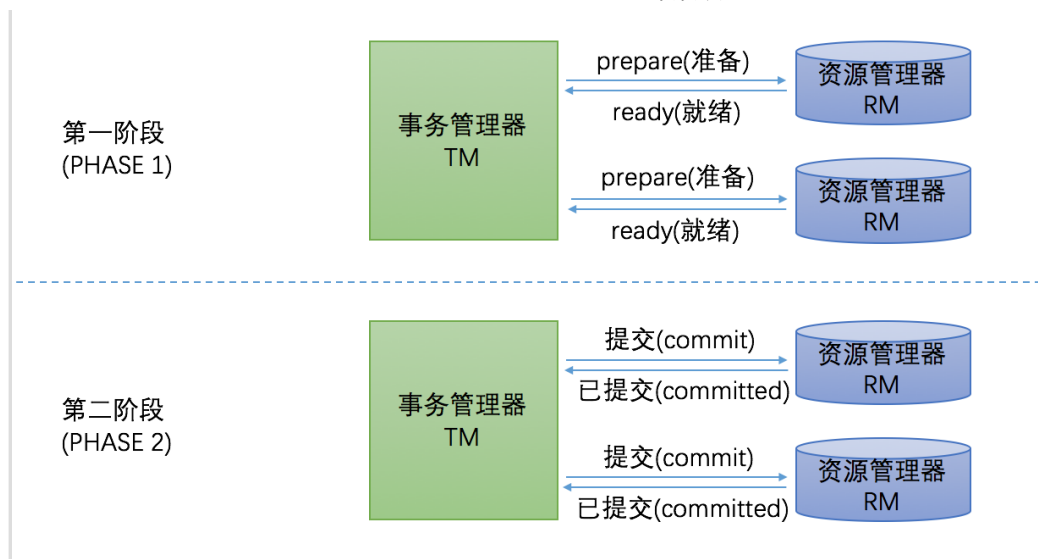 第一阶段
(PHASE 1)
事务管理器
TM
prepare(准备)
ready(就绪)
资源管理器
RM
prepare(准备)
ready(就绪)
资源管理器
RM
第二阶段
(PHASE 2)
事务管理器
TM
提交(commit)
已提交(committed)
资源管理器
RM
提交(commit)
已提交(committed)
资源管理器
RM